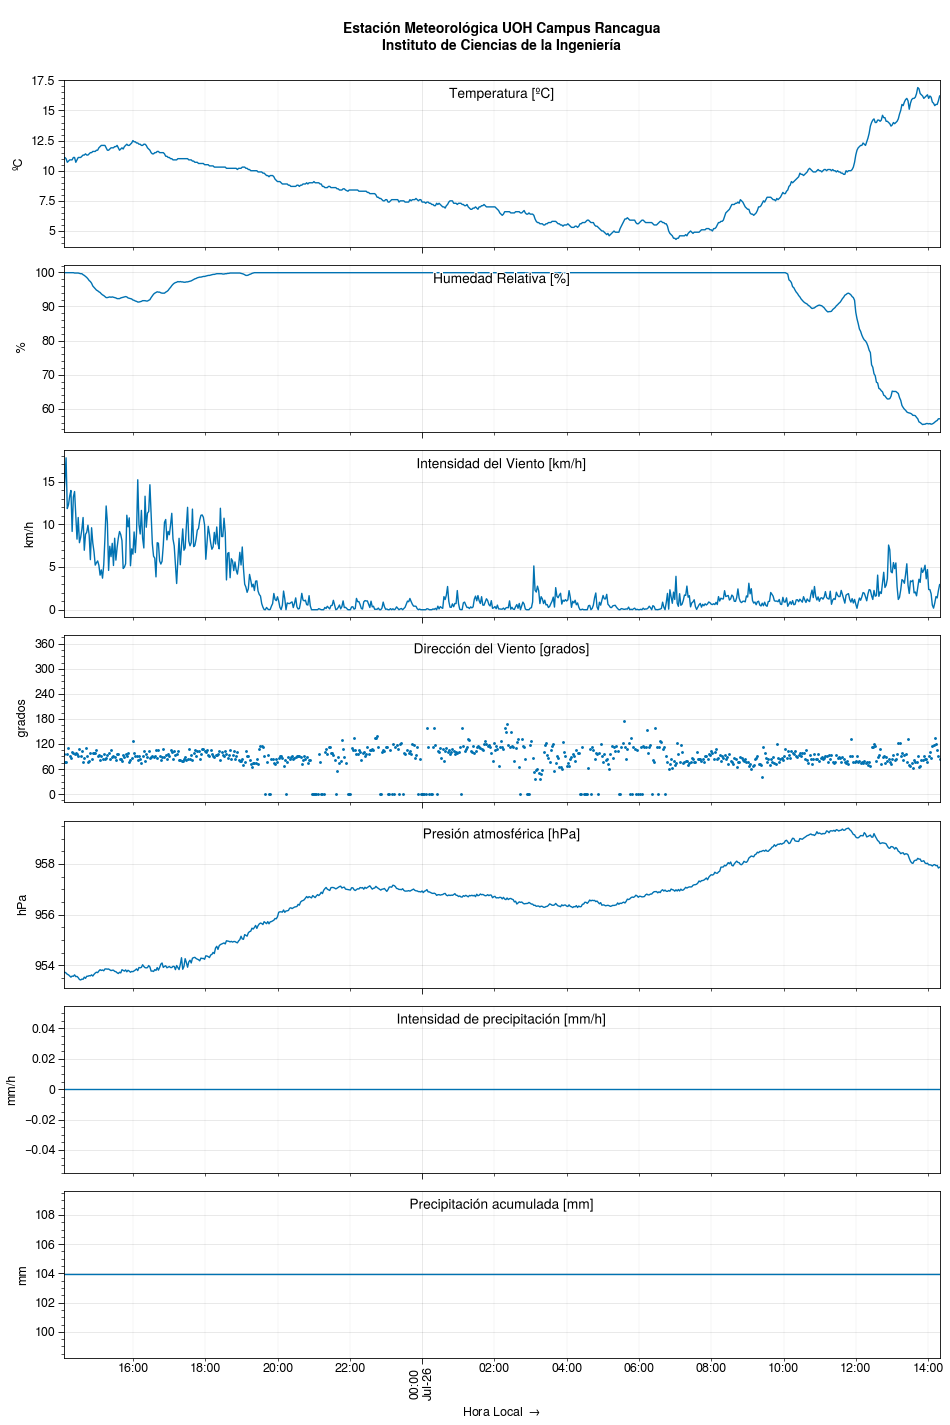 Estación Meteorológica UOH Campus Rancagua
Instituto de Ciencias de la Ingeniería
Temperatura [ºC]
ºC
17.5
15
12.5
10
7.5
5
Humedad Relativa [%]
%
100
90
80
70
60
Intensidad del Viento [km/h]
km/h
15
10
5
0
Dirección del Viento [grados]
grados
360
300
240
180
120
60
0
Presión atmosférica [hPa]
hPa
958
956
954
Intensidad de precipitación [mm/h]
mm/h
0.04
0.02
0
−0.02
−0.04
Precipitación acumulada [mm]
mm
108
106
104
102
100
16:00 18:00 20:00 22:00 00:00 02:00 04:00 06:00 08:00 10:00 12:00 14:00
Jul-26
Hora Local →